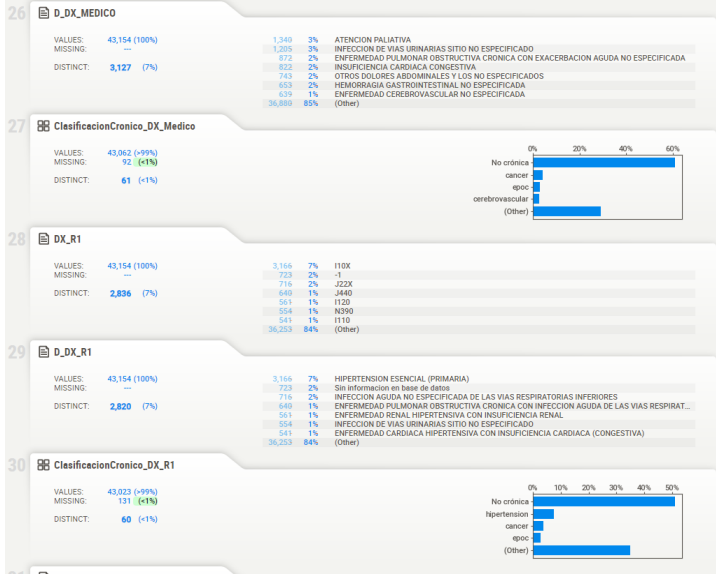 26 D_DX_MEDICO
VALUES: 43,154 (100%)
MISSING: ---
DISTINCT: 3,127 (7%)
1,340 3% ATENCION PALIATIVA
1,205 3% INFECCION DE VIAS URINARIAS SITIO NO ESPECIFICADO
872 2% ENFERMEDAD PULMONAR OBSTRUCTIVA CRONICA CON EXACERBACION AGUDA NO ESPECIFICADA
822 2% INSUFICIENCIA CARDIACA CONGESTIVA
743 2% OTROS DOLORES ABDOMINALES Y LOS NO ESPECIFICADOS
653 2% HEMORRAGIA GASTROINTESTINAL NO ESPECIFICADA
639 1% ENFERMEDAD CEREBROVASCULAR NO ESPECIFICADA
36,880 85% (Other)
27 ClasificacionCronico_DX_Medico
VALUES: 43,062 (>99%)
MISSING: 92 (<1%)
DISTINCT: 61 (<1%)
0% 20% 40% 60%
No crónica
cancer
epoc
cerebrovascular
(Other)
28 DX_R1
VALUES: 43,154 (100%)
MISSING: ---
DISTINCT: 2,836 (7%)
3,166 7% I10X
723 2% -1
716 2% J22X
640 1% J440
561 1% I120
554 1% N390
541 1% I110
36,253 84% (Other)
29 D_DX_R1
VALUES: 43,154 (100%)
MISSING: ---
DISTINCT: 2,820 (7%)
3,166 7% HIPERTENSION ESENCIAL (PRIMARIA)
723 2% Sin informacion en base de datos
716 2% INFECCION AGUDA NO ESPECIFICADA DE LAS VIAS RESPIRATORIAS INFERIORES
640 1% ENFERMEDAD PULMONAR OBSTRUCTIVA CRONICA CON INFECCION AGUDA DE LAS VIAS RESPIRAT...
561 1% ENFERMEDAD RENAL HIPERTENSIVA CON INSUFICIENCIA RENAL
554 1% INFECCION DE VIAS URINARIAS SITIO NO ESPECIFICADO
541 1% ENFERMEDAD CARDIACA HIPERTENSIVA CON INSUFICIENCIA CARDIACA (CONGESTIVA)
36,253 84% (Other)
30 ClasificacionCronico_DX_R1
VALUES: 43,023 (>99%)
MISSING: 131 (<1%)
DISTINCT: 60 (<1%)
0% 10% 20% 30% 40% 50%
No crónica
hipertension
cancer
epoc
(Other)